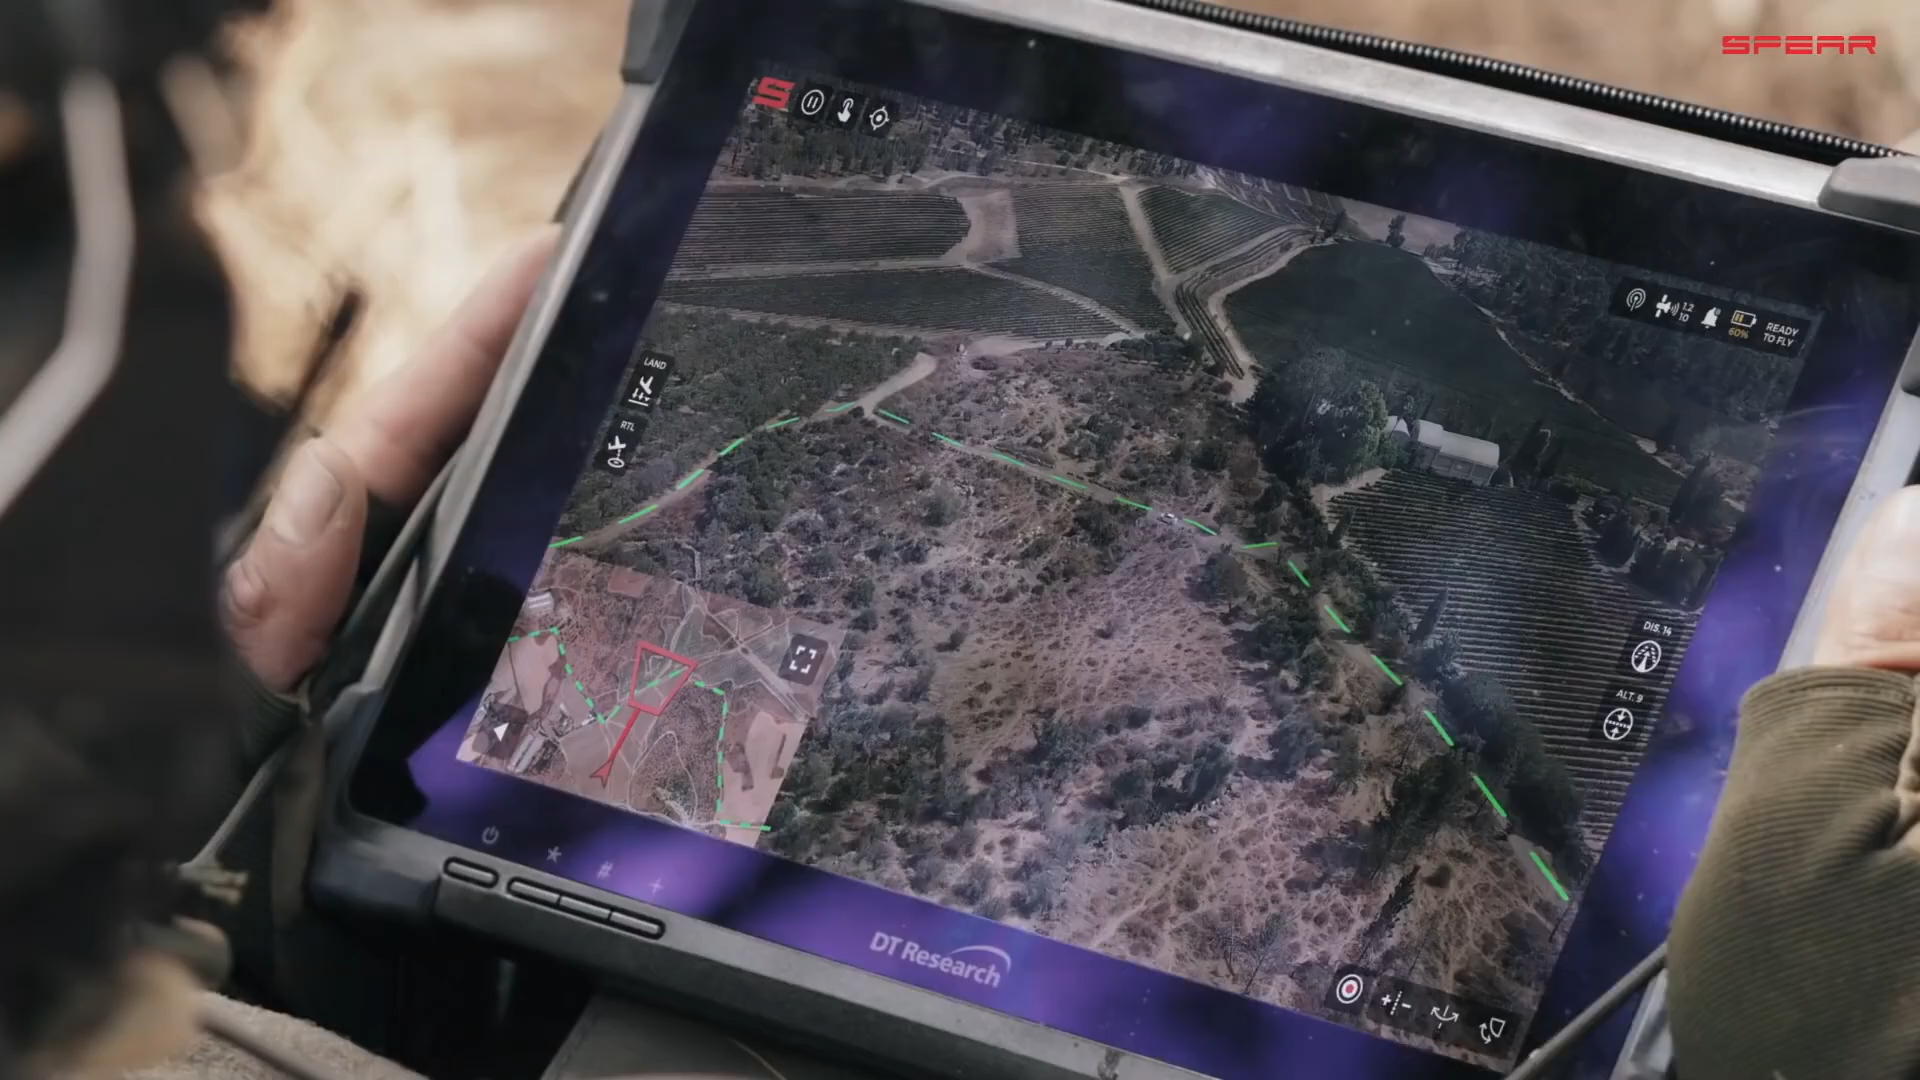 SPEAR
S
1.2
10
60%
READY
TO FLY
LAND
RTL
DIS. 14
ALT. 9
DT Research